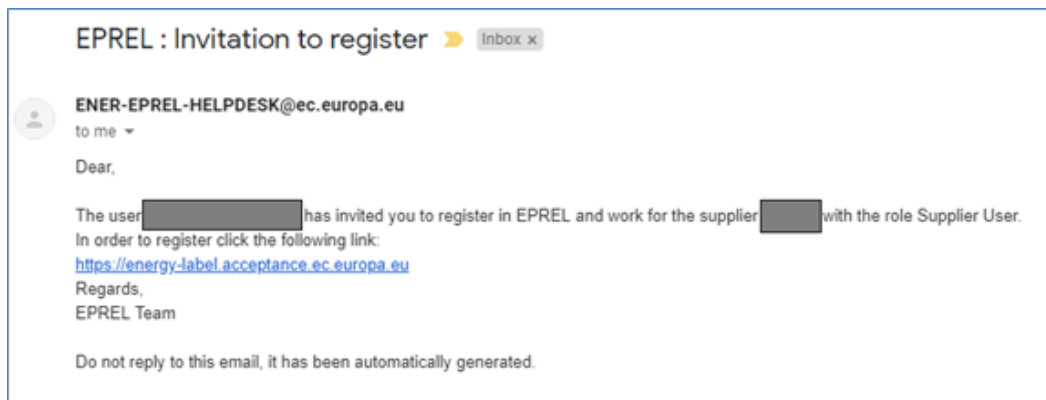 EPREL : Invitation to register Inbox x
ENER-EPREL-HELPDESK@ec.europa.eu
to me
Dear,
The user has invited you to register in EPREL and work for the supplier with the role Supplier User.
In order to register click the following link:
https://energy-label.acceptance.ec.europa.eu
Regards,
EPREL Team
Do not reply to this email, it has been automatically generated.